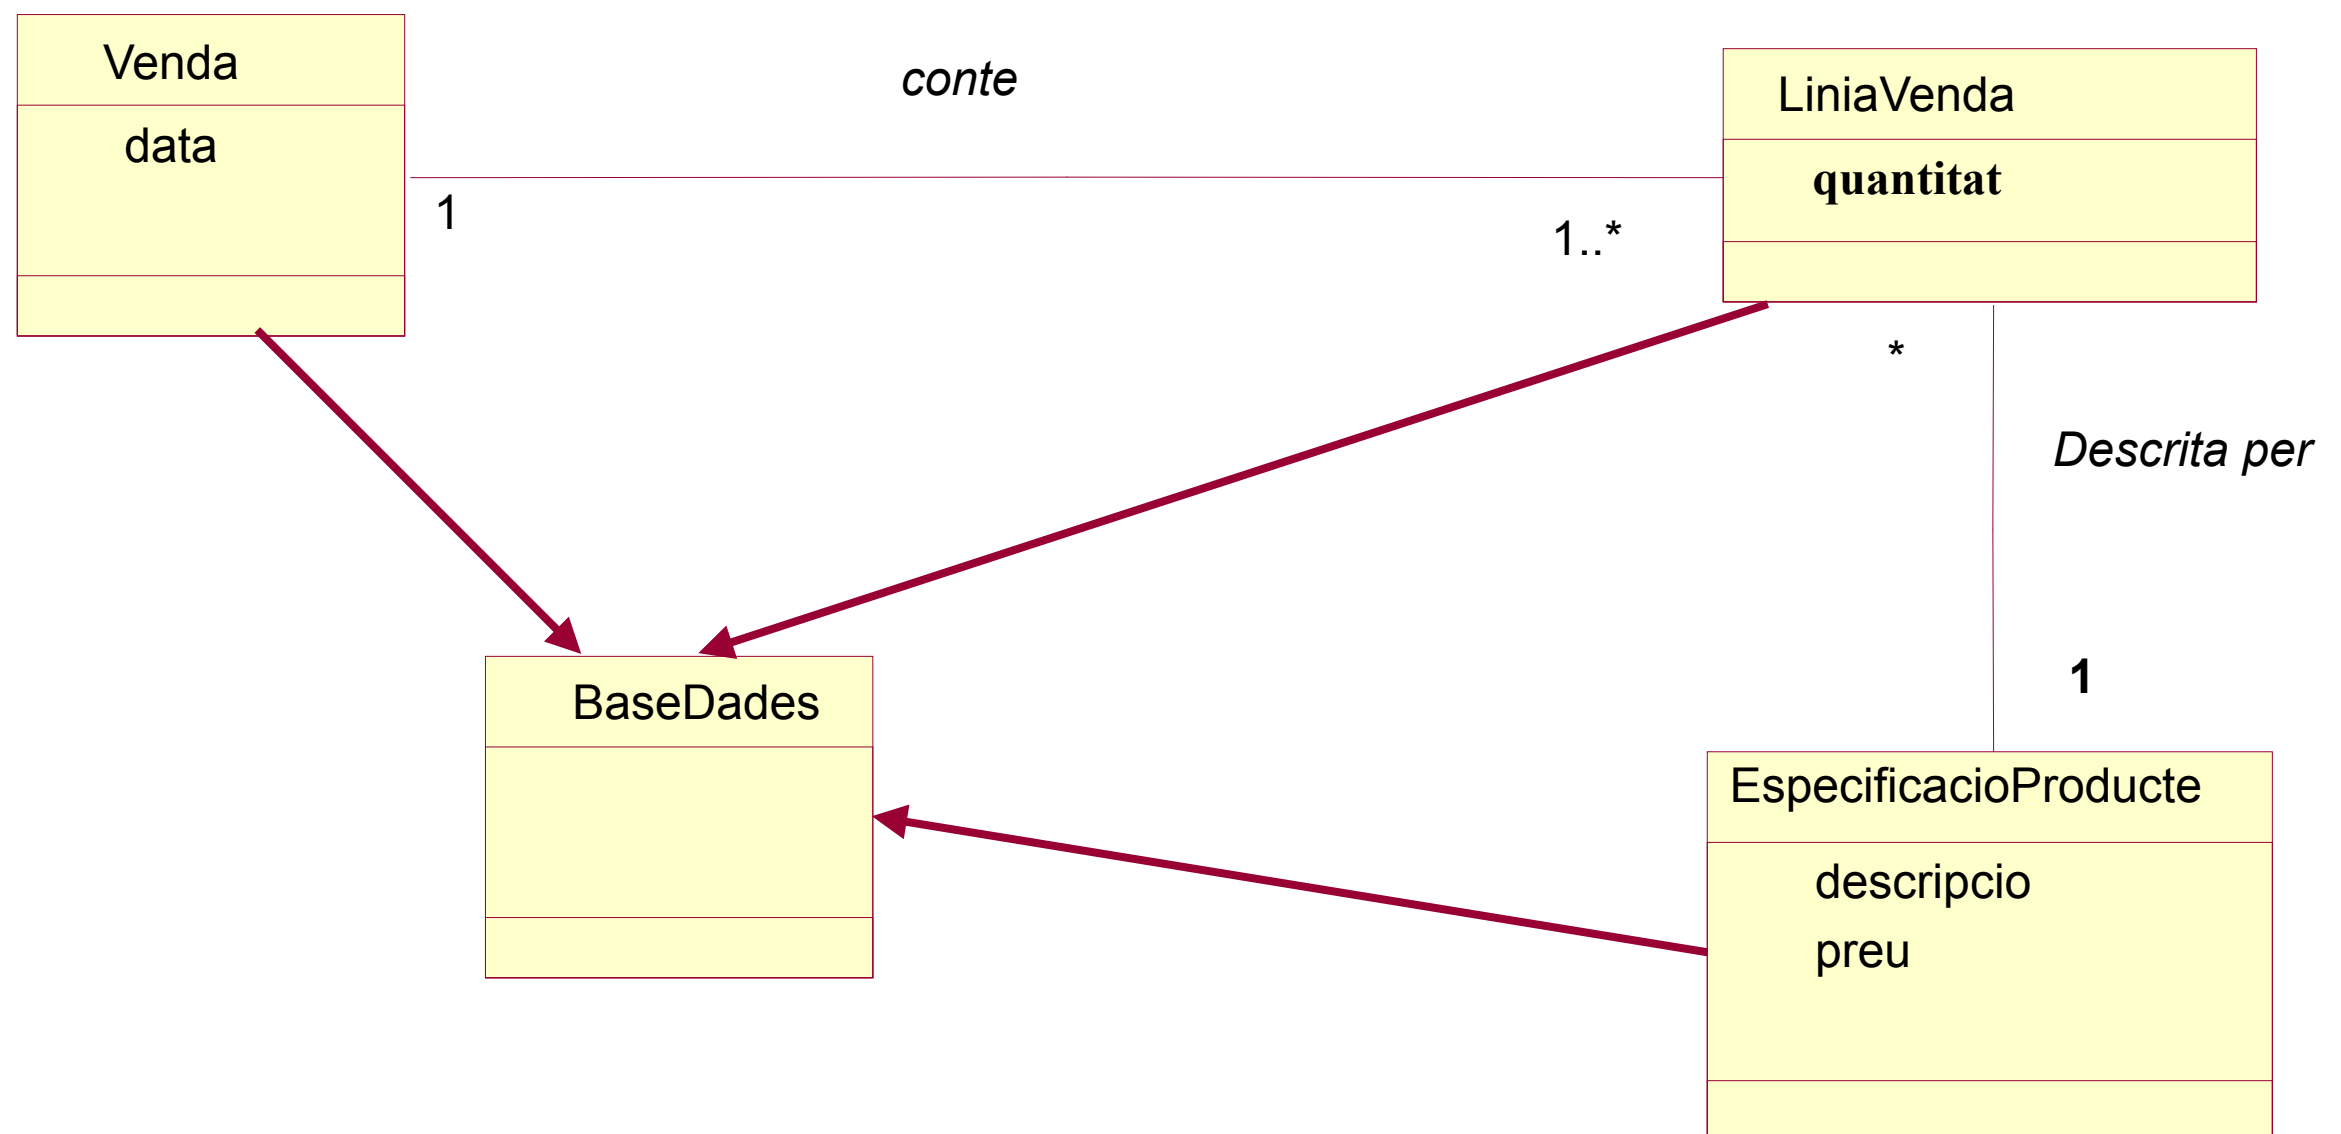 Venda
data
conte
1
1..*
LiniaVenda
quantitat
*
Descrita per
1
BaseDades
EspecificacioProducte
descripcio
preu